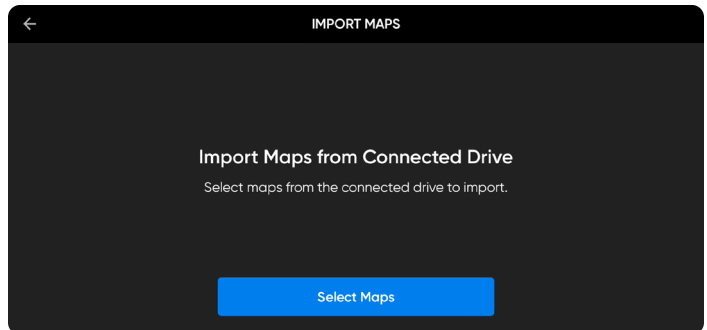 IMPORT MAPS
Import Maps from Connected Drive
Select maps from the connected drive to import.
Select Maps